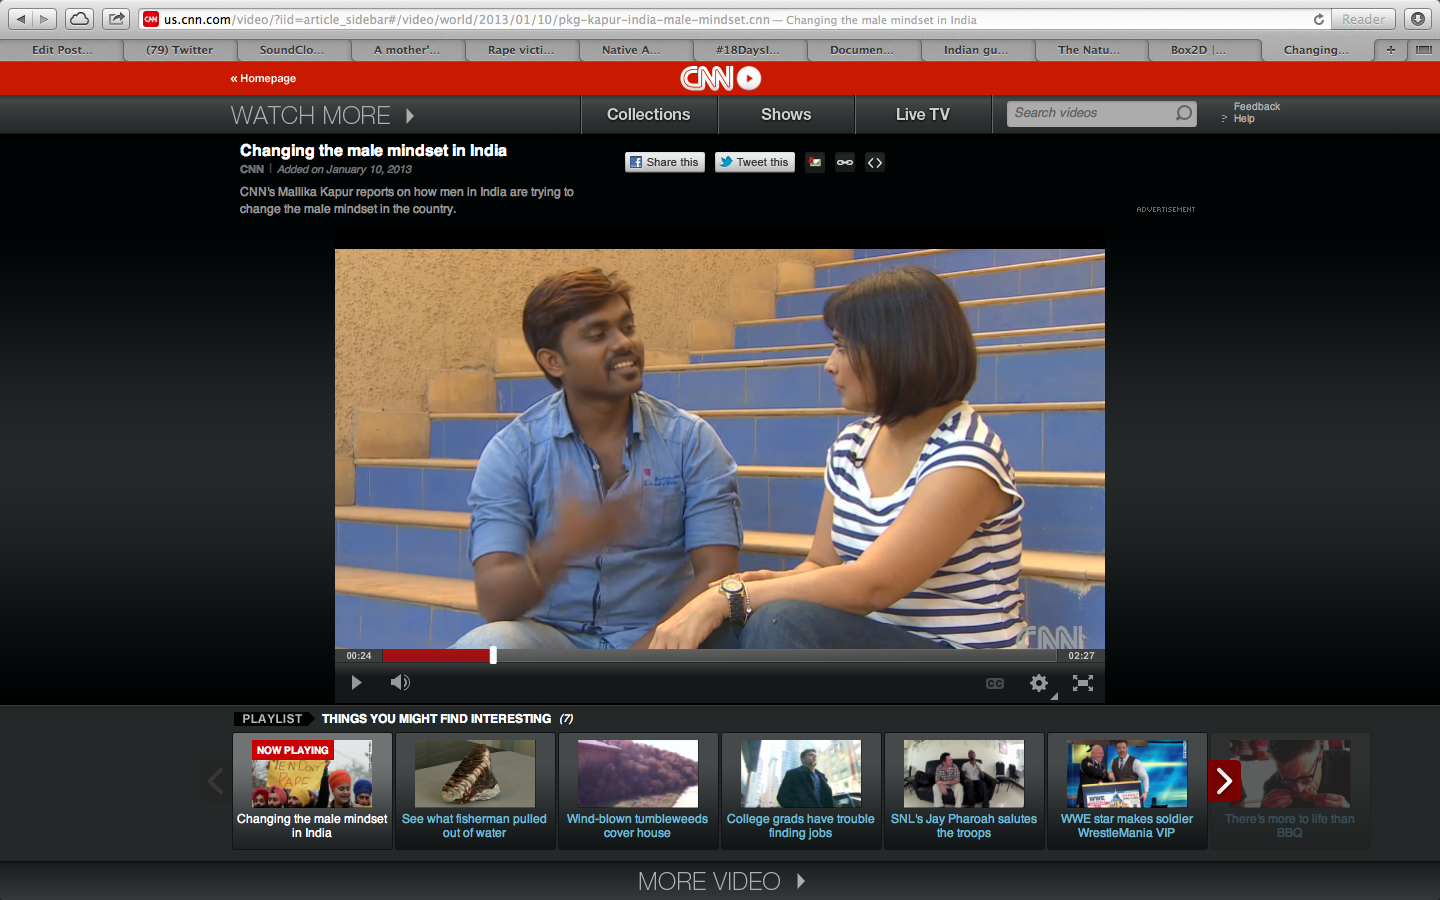 us.cnn.com/video/?iid=article_sidebar#/video/world/2013/01/10/pkg-kapur-india-male-mindset.cnn — Changing the male mindset in India
Reader
Edit Post...
(79) Twitter
SoundClo...
A mother'...
Rape victi...
Native A...
#18DaysI...
Documen...
Indian gu...
The Natu...
Box2D |...
Changing...
« Homepage
CNN
WATCH MORE
Collections
Shows
Live TV
Search videos
Feedback
Help
Changing the male mindset in India
CNN | Added on January 10, 2013
CNN's Mallika Kapur reports on how men in India are trying to
change the male mindset in the country.
Share this
Tweet this
ADVERTISEMENT
CNNi
00:24
02:27
CC
PLAYLIST
THINGS YOU MIGHT FIND INTERESTING (7)
NOW PLAYING
MEN DON'T
RAPE
Changing the male mindset
in India
See what fisherman pulled
out of water
Wind-blown tumbleweeds
cover house
College grads have trouble
finding jobs
SNL's Jay Pharoah salutes
the troops
WWE
WWE star makes soldier
WrestleMania VIP
There's more to life than
BBQ
MORE VIDEO